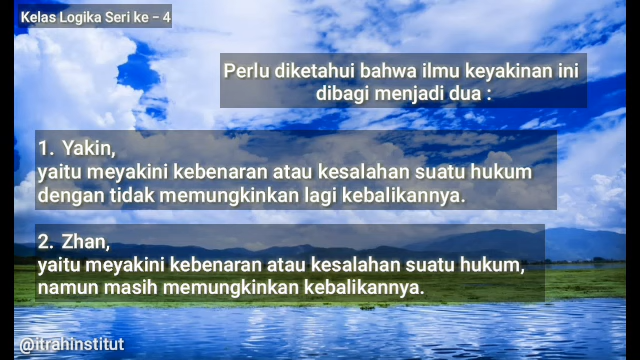 Kelas Logika Seri ke - 4
Perlu diketahui bahwa ilmu keyakinan ini
dibagi menjadi dua :
1. Yakin,
yaitu meyakini kebenaran atau kesalahan suatu hukum
dengan tidak memungkinkan lagi kebalikannya.
2. Zhan,
yaitu meyakini kebenaran atau kesalahan suatu hukum,
namun masih memungkinkan kebalikannya.
@itrahinstitut